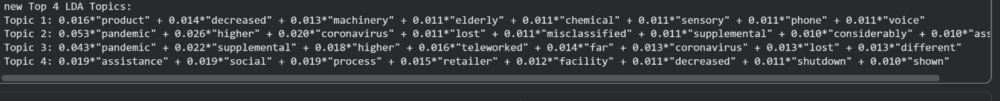 new Top 4 LDA Topics:
Topic 1: 0.016*"product" + 0.014*"decreased" + 0.013*"machinery" + 0.011*"elderly" + 0.011*"chemical" + 0.011*"sensory" + 0.011*"phone" + 0.011*"voice"
Topic 2: 0.053*"pandemic" + 0.026*"higher" + 0.020*"coronavirus" + 0.011*"lost" + 0.011*"misclassified" + 0.011*"supplemental" + 0.010*"considerably" + 0.010*"ass
Topic 3: 0.043*"pandemic" + 0.022*"supplemental" + 0.018*"higher" + 0.016*"teleworked" + 0.014*"far" + 0.013*"coronavirus" + 0.013*"lost" + 0.013*"different"
Topic 4: 0.019*"assistance" + 0.019*"social" + 0.019*"process" + 0.015*"retailer" + 0.012*"facility" + 0.011*"decreased" + 0.011*"shutdown" + 0.010*"shown"